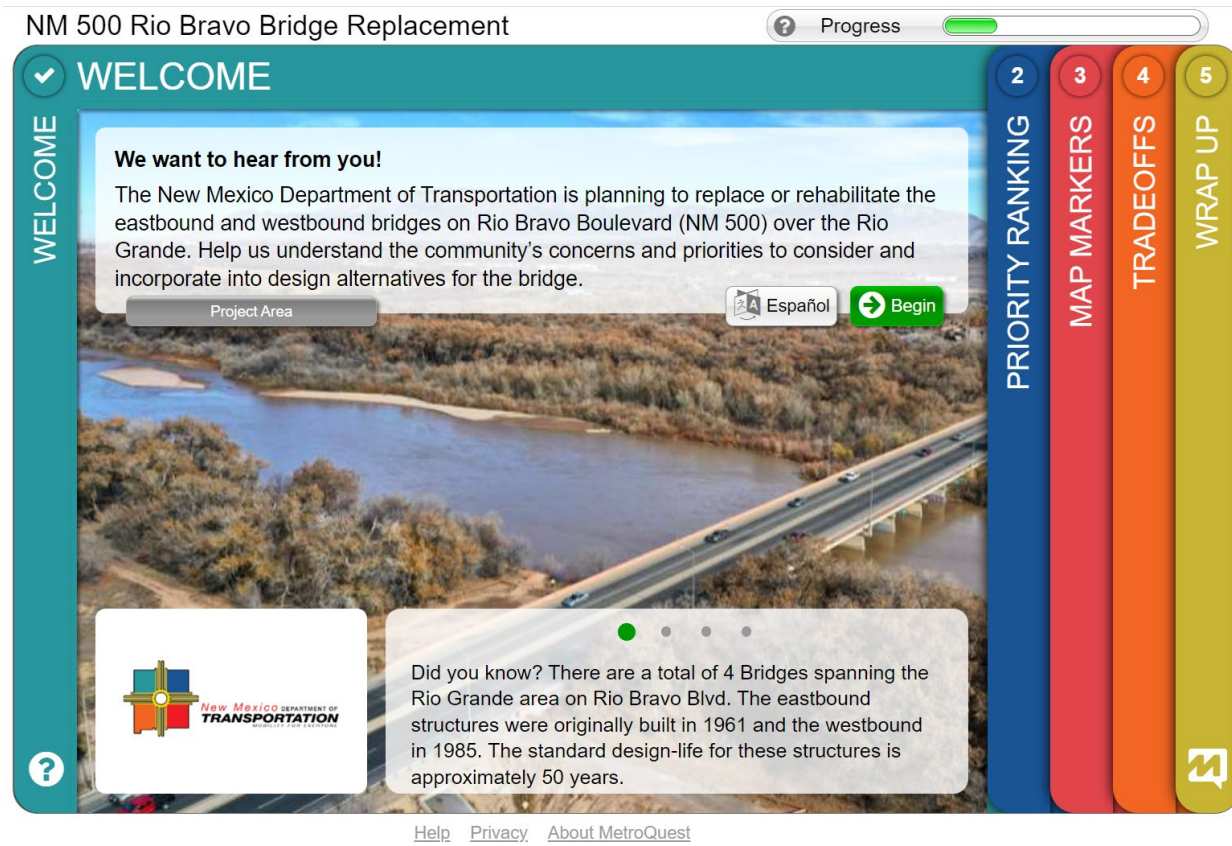 NM 500 Rio Bravo Bridge Replacement
? Progress
WELCOME
WELCOME
We want to hear from you!
The New Mexico Department of Transportation is planning to replace or rehabilitate the
eastbound and westbound bridges on Rio Bravo Boulevard (NM 500) over the Rio
Grande. Help us understand the community's concerns and priorities to consider and
incorporate into design alternatives for the bridge.
Project Area
Español
Begin
New Mexico DEPARTMENT OF
TRANSPORTATION
MOBILITY FOR EVERYONE
Did you know? There are a total of 4 Bridges spanning the
Rio Grande area on Rio Bravo Blvd. The eastbound
structures were originally built in 1961 and the westbound
in 1985. The standard design-life for these structures is
approximately 50 years.
?
2
PRIORITY RANKING
3
MAP MARKERS
4
TRADEOFFS
5
WRAP UP
Help Privacy About MetroQuest